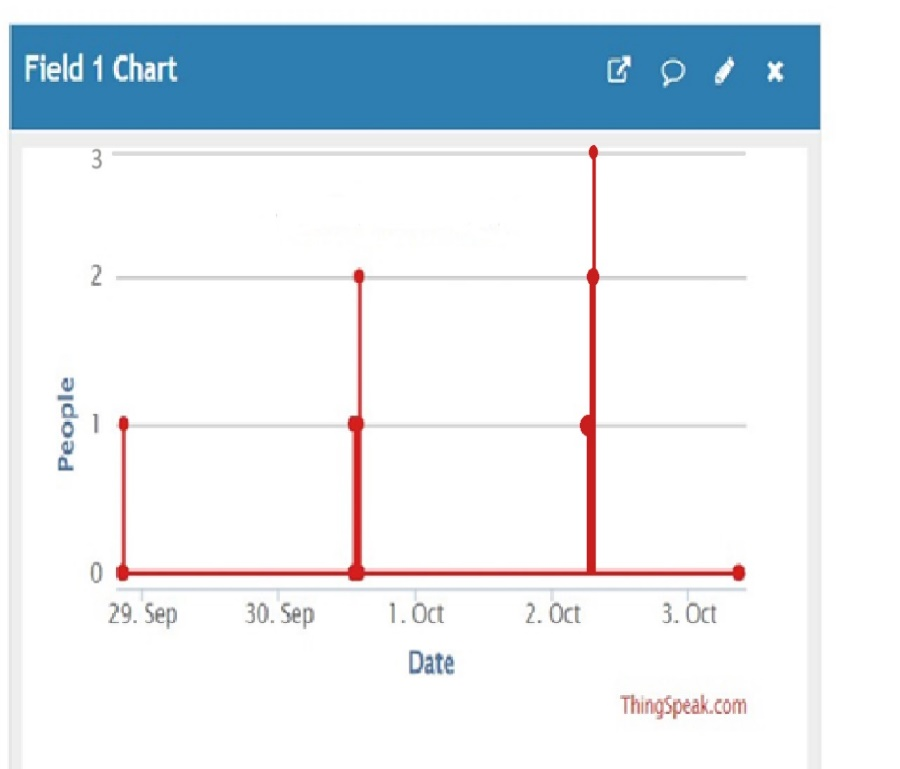 Field 1 Chart
3
2
1
0
People
29. Sep 30. Sep 1. Oct 2. Oct 3. Oct
Date
ThingSpeak.com